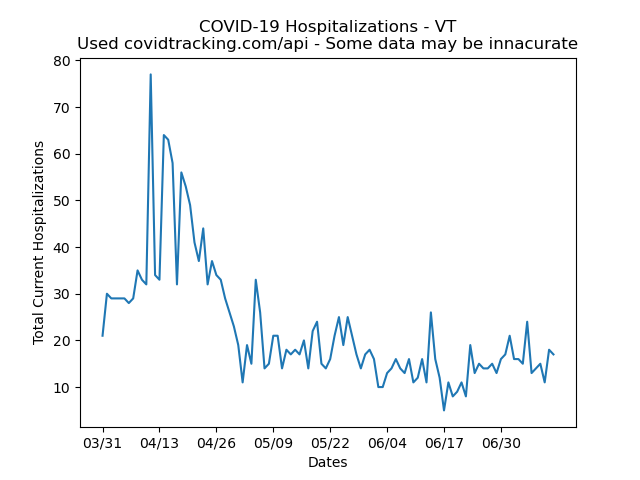 COVID-19 Hospitalizations - VT
Used covidtracking.com/api - Some data may be innacurate
80
70
60
50
40
30
20
10
Total Current Hospitalizations
03/31 04/13 04/26 05/09 05/22 06/04 06/17 06/30
Dates